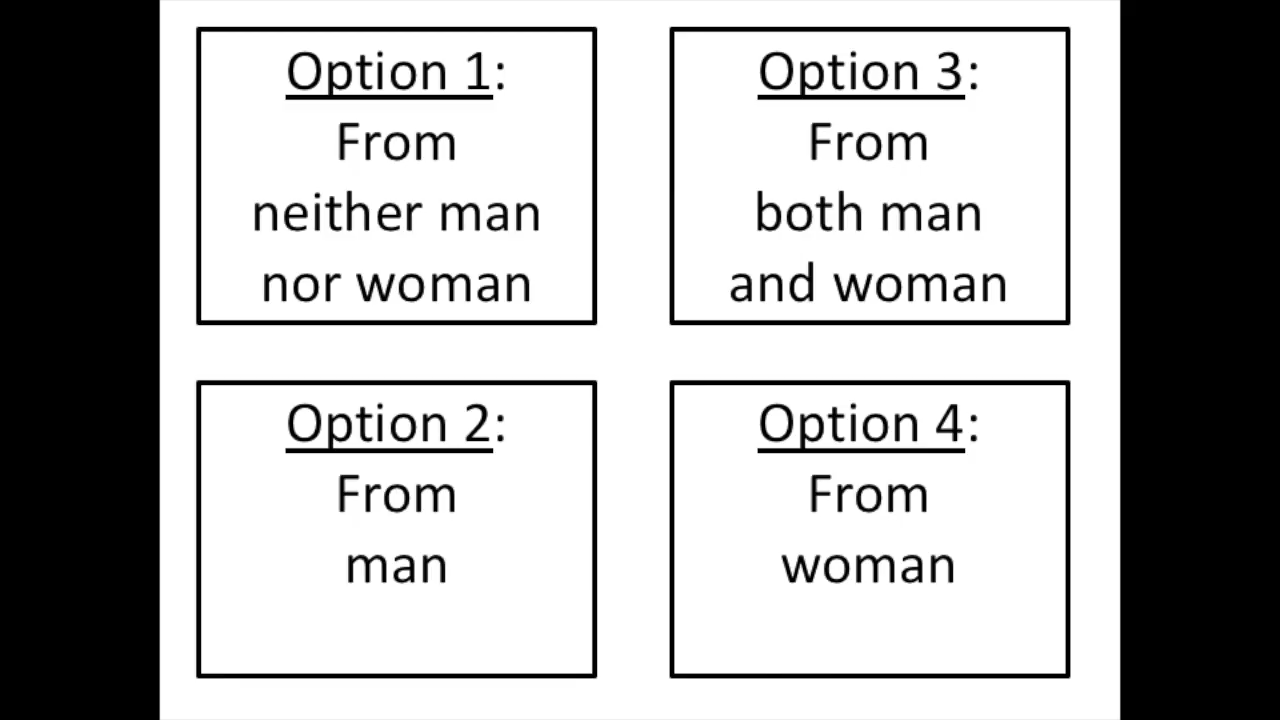 Option 1:
From
neither man
nor woman
Option 2:
From
man
Option 3:
From
both man
and woman
Option 4:
From
woman